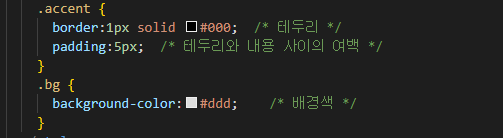 .accent {
border:1px solid #000; /* 테두리 */
padding:5px; /* 테두리와 내용 사이의 여백 */
}
.bg {
background-color:#ddd; /* 배경색 */
}